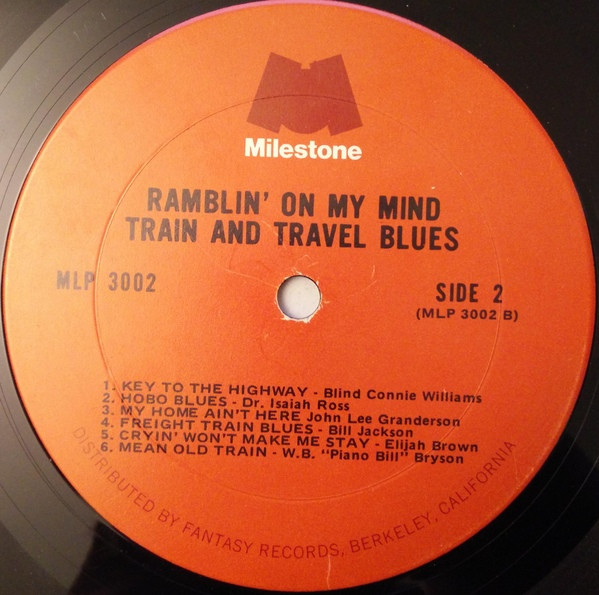 Milestone
RAMBLIN' ON MY MIND
TRAIN AND TRAVEL BLUES
MLP 3002
SIDE 2
(MLP 3002 B)
1. KEY TO THE HIGHWAY - Blind Connie Williams
2. HOBO BLUES - Dr. Isaiah Ross
3. MY HOME AIN'T HERE John Lee Granderson
4. FREIGHT TRAIN BLUES - Bill Jackson
5. CRYIN' WON'T MAKE ME STAY - Elijah Brown
6. MEAN OLD TRAIN - W.B. "Piano Bill" Bryson
DISTRIBUTED BY FANTASY RECORDS, BERKELEY, CALIFORNIA